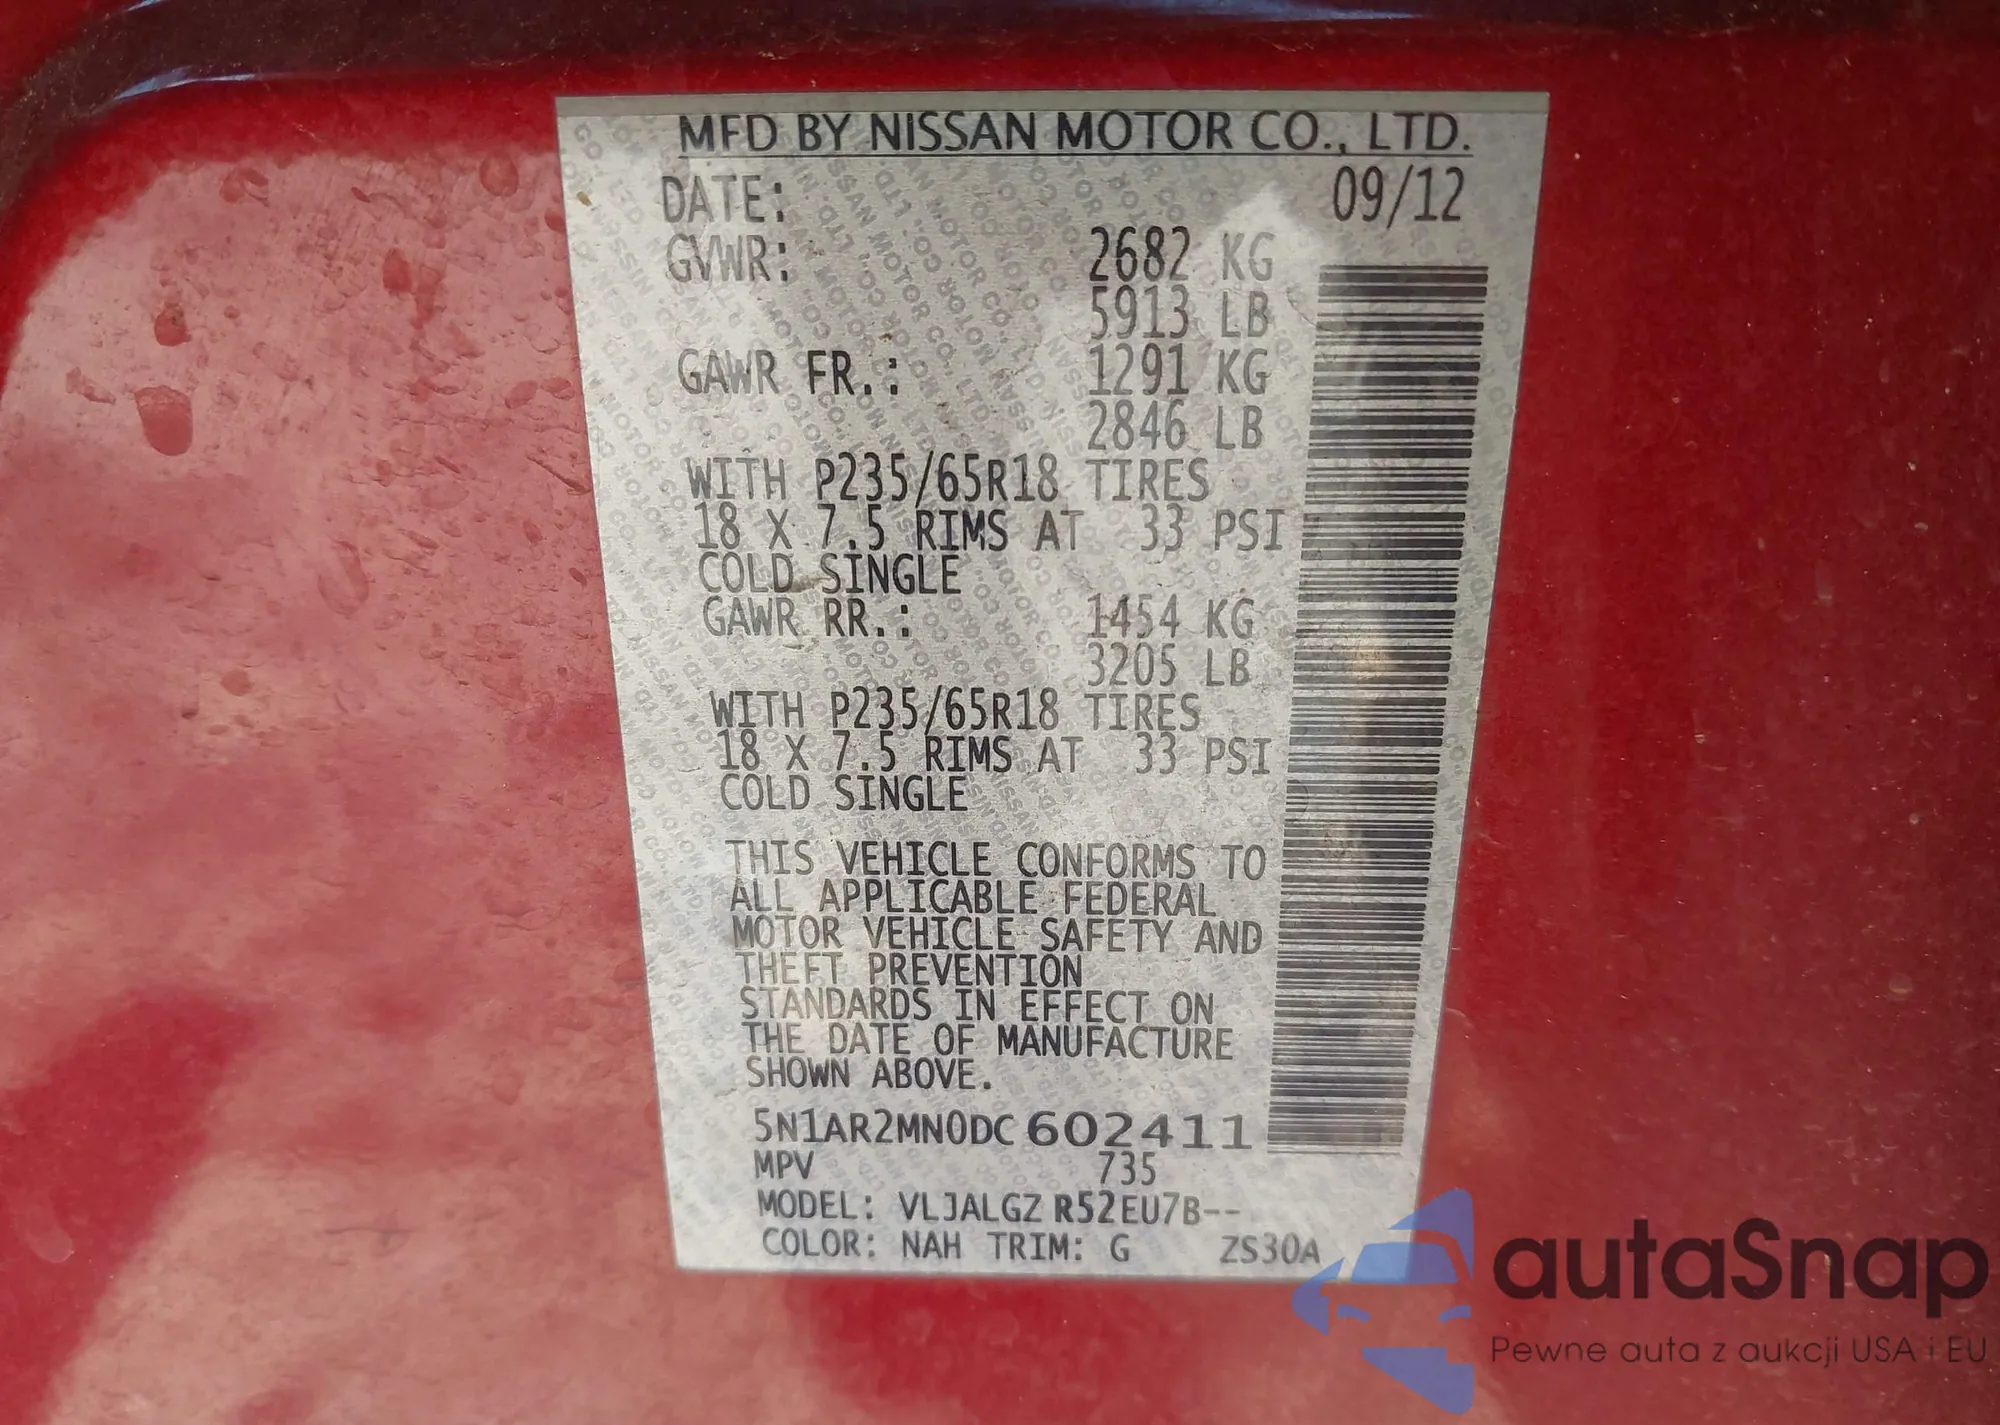 MFD BY NISSAN MOTOR CO., LTD.
DATE: 09/12
GVWR: 2682 KG
5913 LB
GAWR FR.: 1291 KG
2846 LB
WITH P235/65R18 TIRES
18 X 7.5 RIMS AT 33 PSI
COLD SINGLE
GAWR RR.: 1454 KG
3205 LB
WITH P235/65R18 TIRES
18 X 7.5 RIMS AT 33 PSI
COLD SINGLE
THIS VEHICLE CONFORMS TO
ALL APPLICABLE FEDERAL
MOTOR VEHICLE SAFETY AND
THEFT PREVENTION
STANDARDS IN EFFECT ON
THE DATE OF MANUFACTURE
SHOWN ABOVE.
5N1AR2MN0DC 602411
MPV 735
MODEL: VLJALGZ R52EU7B--
COLOR: NAH TRIM: G ZS30A
autaSnap
Pewne auta z aukcji USA i EU